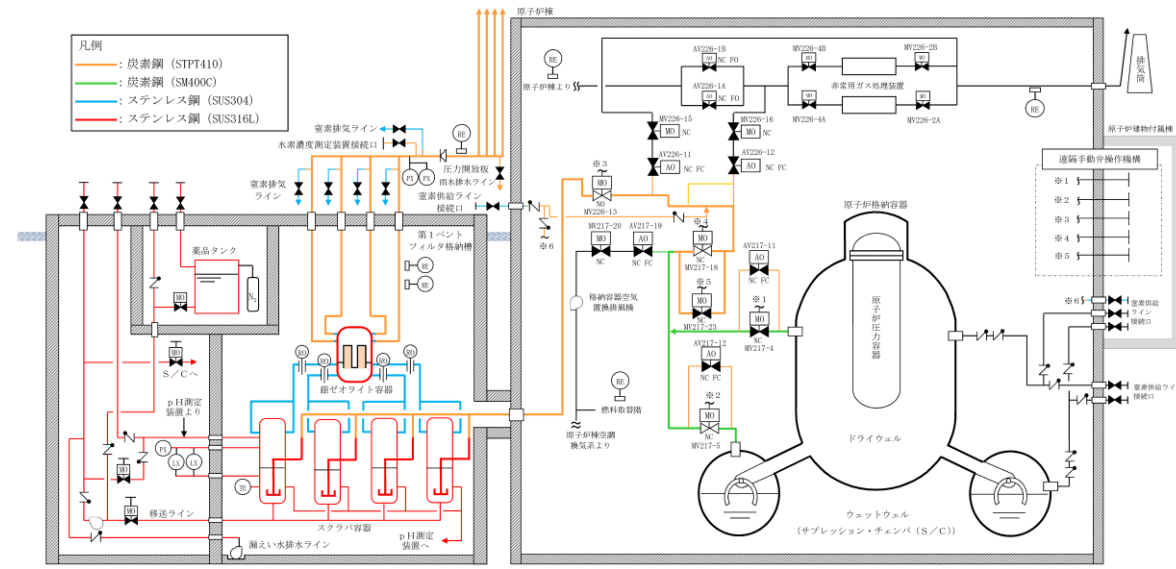 凡例
：炭素鋼（STPT410）
：炭素鋼（SM400C）
：ステンレス鋼（SUS304）
：ステンレス鋼（SUS316L）
原子炉棟
RE
原子炉棟より
AV226-1B
AO
NC FO
AO
AV226-1A
NC FO
MV226-4B
MO
MV226-2B
MO
非常用ガス処理装置
MO
MV226-4A
MO
MV226-2A
RE
排気筒
原子炉建物付属棟
遠隔手動弁操作機構
※1
※2
※3
※4
※5
※6
窒素供給
ライン
接続口
窒素供給ライン
接続口
MV226-15
MO
NC
MV226-16
MO
NC
AV226-11
AO
NC FC
AV226-12
AO
NC FC
※3
MO
NO
MV226-13
MV217-20
MO
NC
AV217-19
AO
NC FC
※4
MO
NC
MV217-18
※5
MO
NC
MV217-23
AV217-11
AO
NC FC
※1
MO
NC
MV217-4
AV217-12
AO
NC FC
※2
MO
NC
MV217-5
格納容器空気
置換排風機
RE
燃料取替階
原子炉棟空調
換気系より
原子炉格納容器
原子炉圧力容器
ドライウェル
ウェットウェル
（サプレッション・チェンバ（S/C））
窒素排気ライン
水素濃度測定装置接続口
RE
PX
PX
圧力開放板
雨水排水ライン
窒素排気
ライン
窒素供給ライン
接続口
※6
第1ベント
フィルタ格納槽
RE
RE
薬品タンク
MO
N2
MO
S/Cへ
pH測定
装置より
RO
RO
RO
RO
銀ゼオライト容器
PX
LX
LX
TE
MO
MO
移送ライン
スクラバ容器
漏えい水排水ライン
pH測定
装置へ